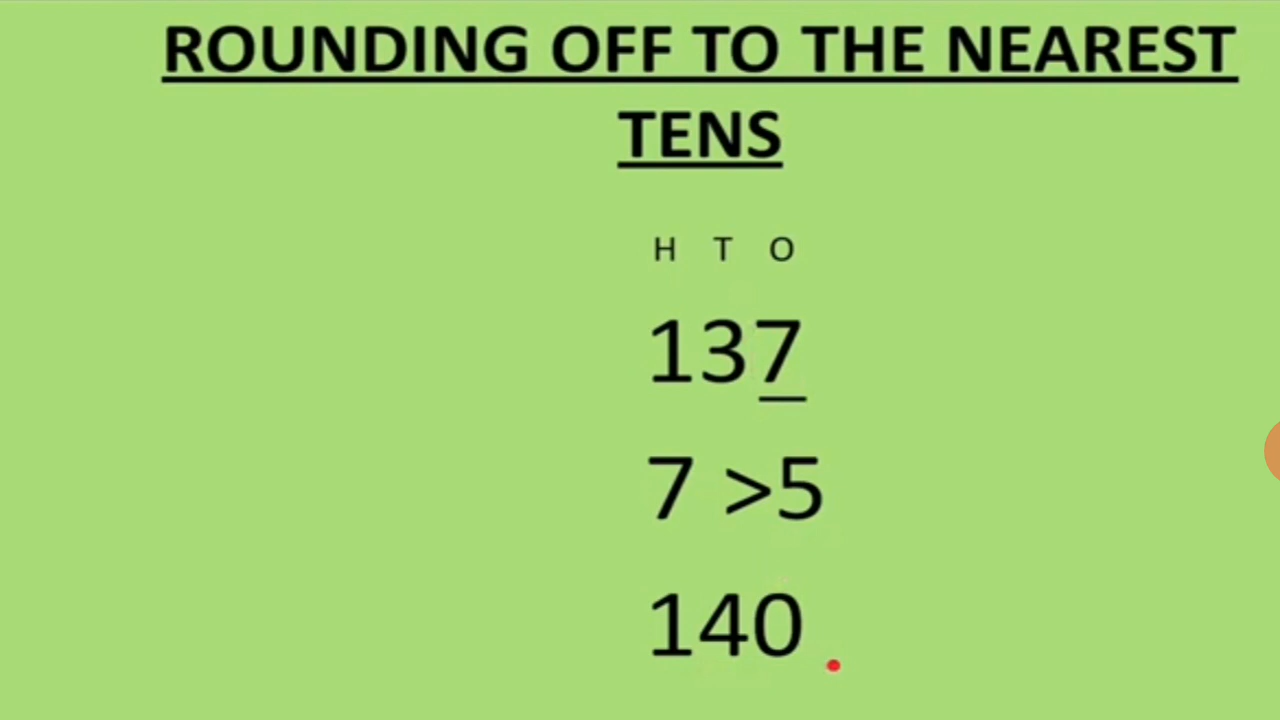 ROUNDING OFF TO THE NEAREST
TENS
H T O
137
7 >5
140